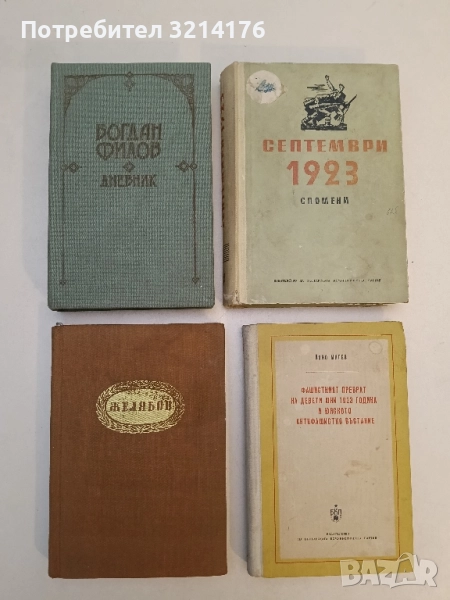 Потребител 3214176
БОГДАН
ФИЛОВ
ДНЕВНИК
СЕПТЕМВРИ
1923
СПОМЕНИ
ЖЕЛЯБОВ
ФАШИСТКИЯТ ПРЕВРАТ
НА ДЕВЕТИ ЮНИ 1923 ГОДИНА
И ЮНСКОТО
АНТИФАШИСТКО ВЪСТАНИЕ
BAZAR